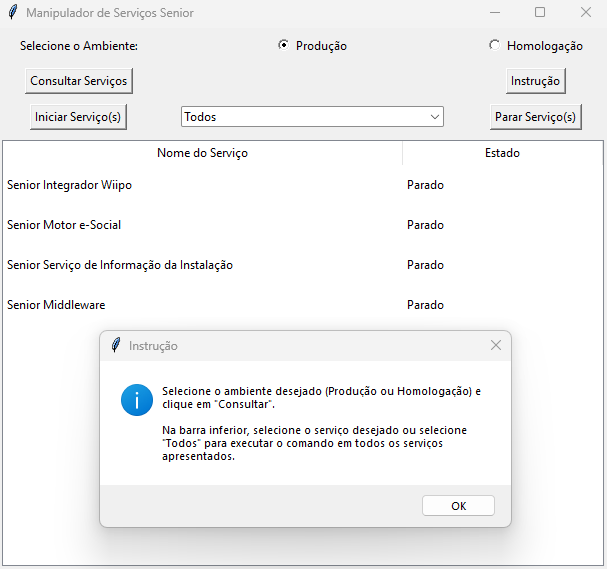 Manipulador de Serviços Senior
Selecione o Ambiente:
Produção
Homologação
Consultar Serviços
Instrução
Iniciar Serviço(s)
Todos
Parar Serviço(s)
Nome do Serviço
Estado
Senior Integrador Wiipo
Parado
Senior Motor e-Social
Parado
Senior Serviço de Informação da Instalação
Parado
Senior Middleware
Parado
Instrução
Selecione o ambiente desejado (Produção ou Homologação) e
clique em "Consultar".
Na barra inferior, selecione o serviço desejado ou selecione
"Todos" para executar o comando em todos os serviços
apresentados.
OK